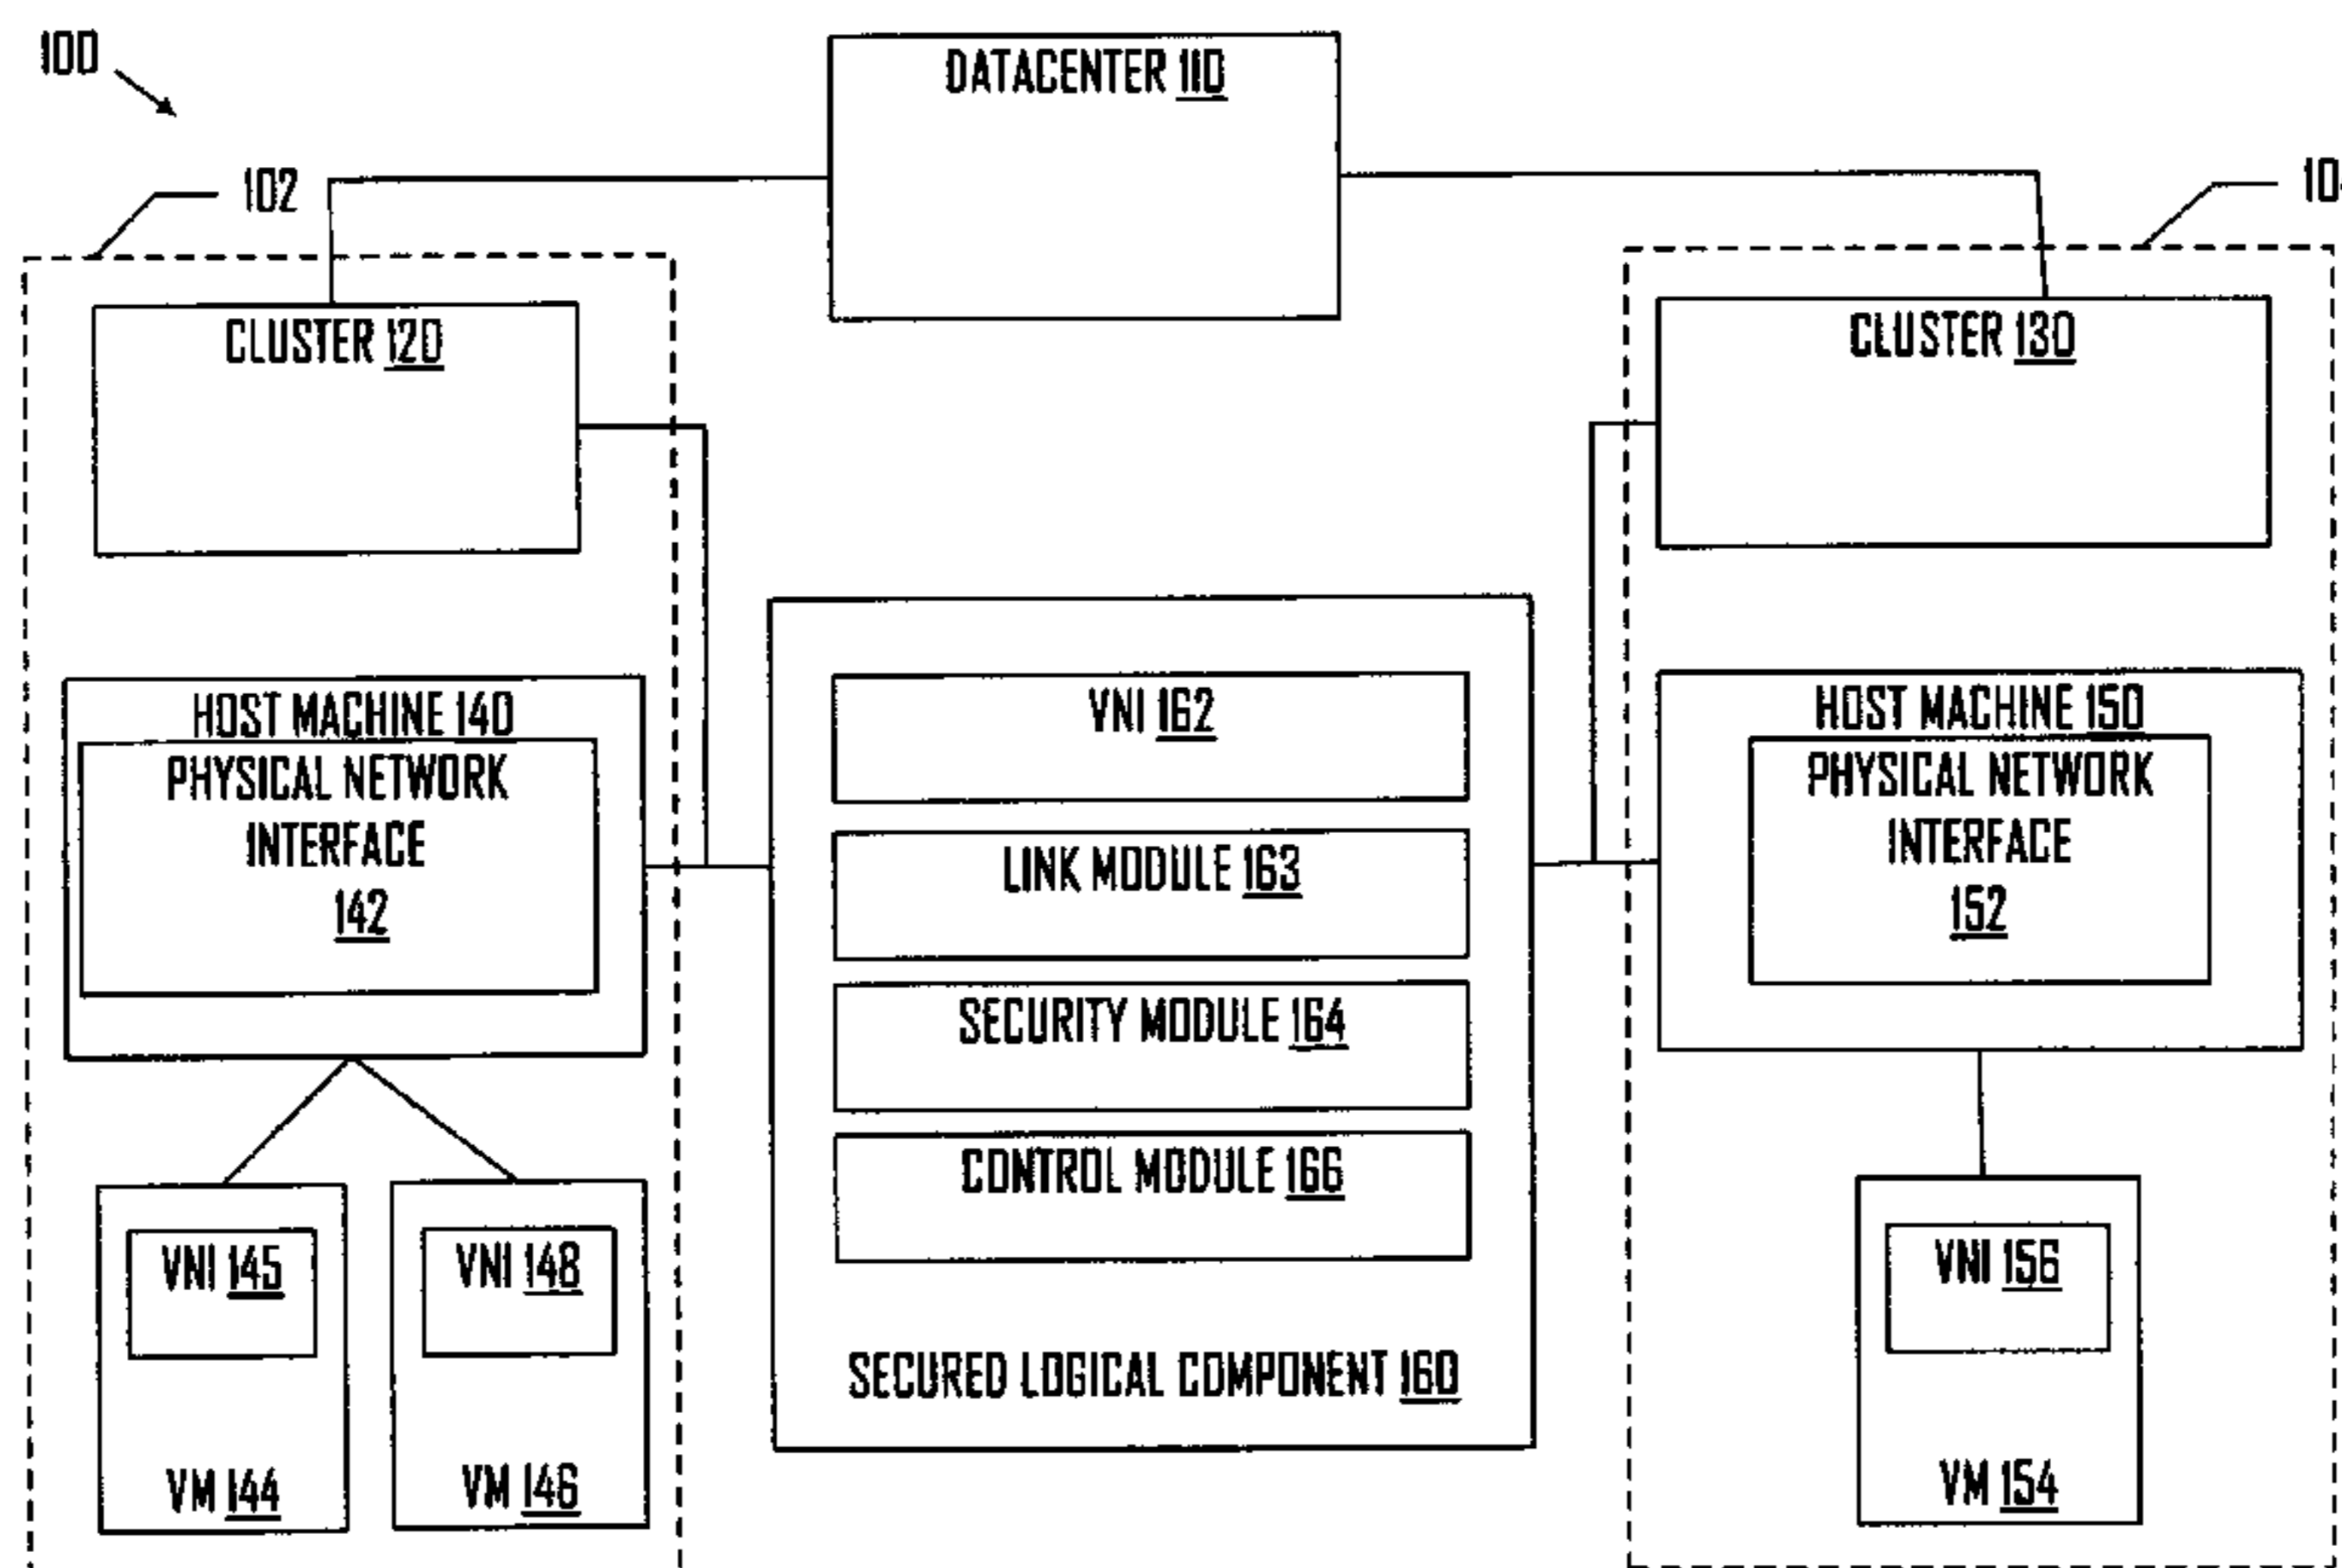 100
DATACENTER 110
102
CLUSTER 120
CLUSTER 130
HOST MACHINE 140
PHYSICAL NETWORK
INTERFACE
142
VNI 162
LINK MODULE 163
SECURITY MODULE 164
CONTROL MODULE 166
SECURED LOGICAL COMPONENT 160
HOST MACHINE 150
PHYSICAL NETWORK
INTERFACE
152
VNI 145
VM 144
VNI 148
VM 146
VNI 156
VM 154